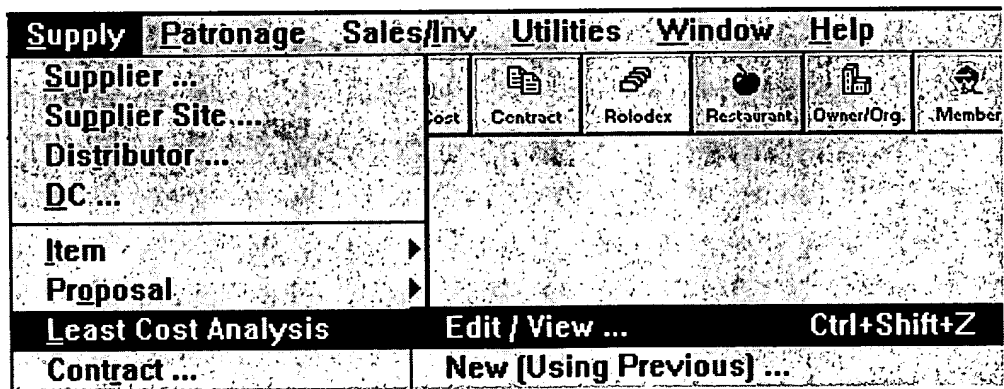 Supply Patronage Sales/Inv Utilities Window Help
Supplier ...
Supplier Site ...
Distributor ...
DC ...
Cost Contract Rolodex Restaurant Owner/Org. Member
Item
Proposal
Least Cost Analysis Edit / View ... Ctrl+Shift+Z
Contract ... New (Using Previous) ...